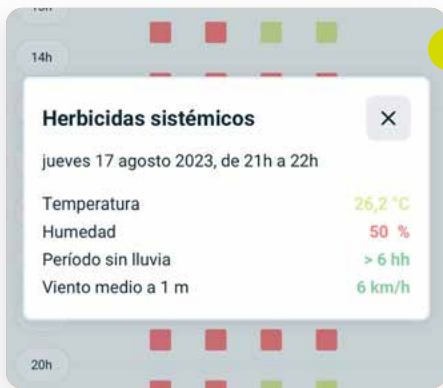 14h
Herbicidas sistémicos
jueves 17 agosto 2023, de 21h a 22h
Temperatura 26,2 °C
Humedad 50 %
Período sin lluvia > 6 hh
Viento medio a 1 m 6 km/h
20h